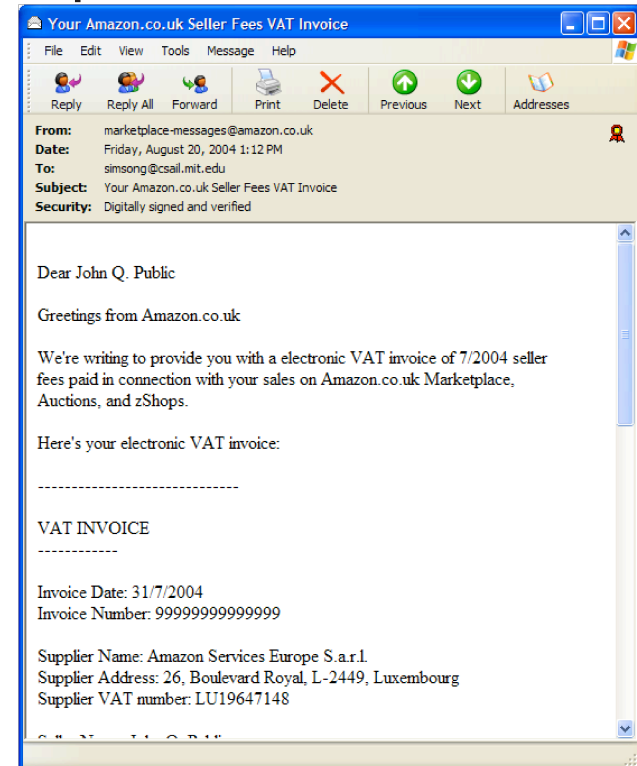 Your Amazon.co.uk Seller Fees VAT Invoice
File Edit View Tools Message Help
Reply Reply All Forward Print Delete Previous Next Addresses
From: marketplace-messages@amazon.co.uk
Date: Friday, August 20, 2004 1:12 PM
To: simsong@csail.mit.edu
Subject: Your Amazon.co.uk Seller Fees VAT Invoice
Security: Digitally signed and verified
Dear John Q. Public
Greetings from Amazon.co.uk
We're writing to provide you with a electronic VAT invoice of 7/2004 seller
fees paid in connection with your sales on Amazon.co.uk Marketplace,
Auctions, and zShops.
Here's your electronic VAT invoice:
------------------------------
VAT INVOICE
------------
Invoice Date: 31/7/2004
Invoice Number: 99999999999999
Supplier Name: Amazon Services Europe S.a.r.l.
Supplier Address: 26, Boulevard Royal, L-2449, Luxembourg
Supplier VAT number: LU19647148